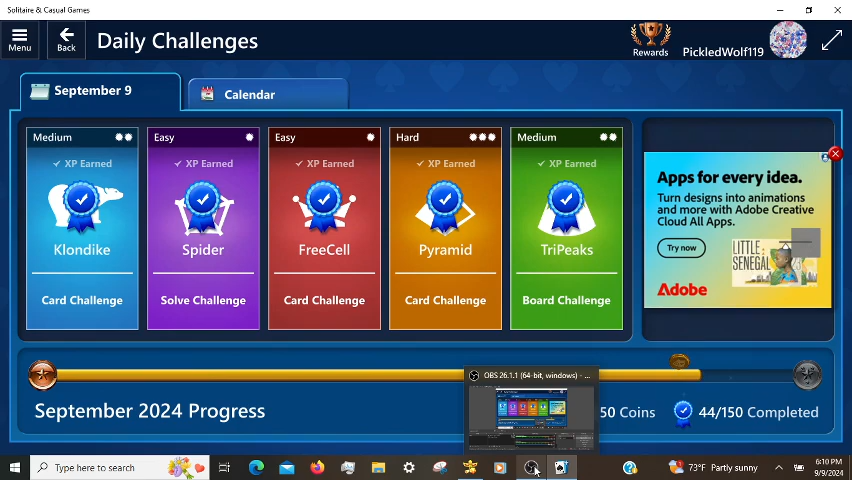 Solitaire & Casual Games
Menu
Back
Daily Challenges
Rewards
PickledWolf119
September 9
Calendar
Medium
XP Earned
Klondike
Card Challenge
Easy
XP Earned
Spider
Solve Challenge
Easy
XP Earned
FreeCell
Card Challenge
Hard
XP Earned
Pyramid
Card Challenge
Medium
XP Earned
TriPeaks
Board Challenge
Apps for every idea.
Turn designs into animations
and more with Adobe Creative
Cloud All Apps.
Try now
LITTLE
SENEGAL
Adobe
OBS 26.1.1 (64-bit, windows) - ...
September 2024 Progress
50 Coins
44/150 Completed
Type here to search
73°F Partly sunny
6:10 PM
9/9/2024